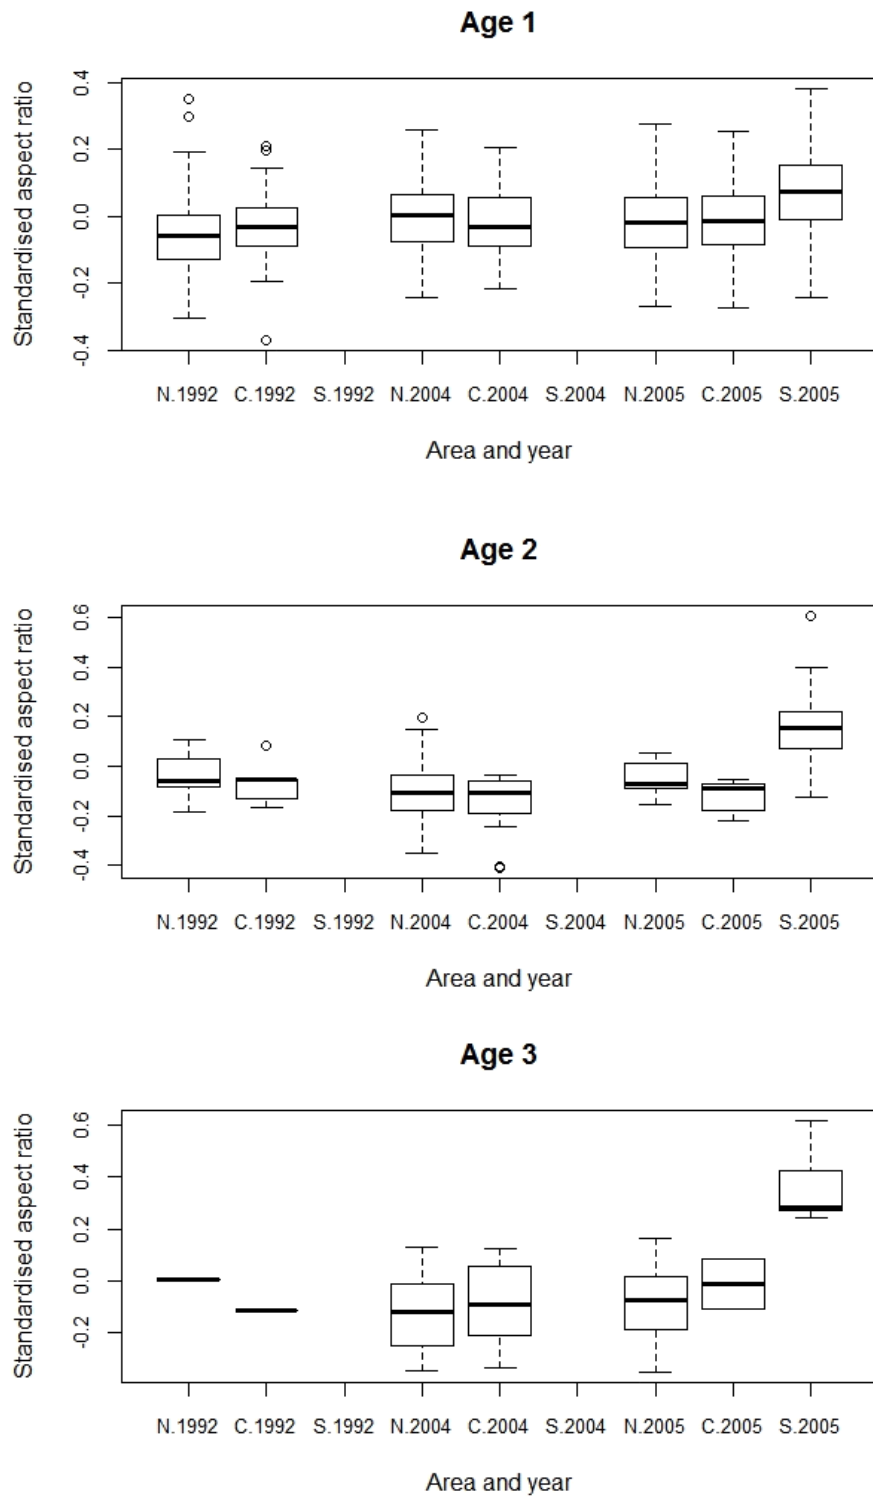 Age 1
Standardised aspect ratio
0.4
0.2
0.0
-0.2
-0.4
N.1992 C.1992 S.1992 N.2004 C.2004 S.2004 N.2005 C.2005 S.2005
Area and year
Age 2
Standardised aspect ratio
0.6
0.4
0.2
0.0
-0.2
-0.4
N.1992 C.1992 S.1992 N.2004 C.2004 S.2004 N.2005 C.2005 S.2005
Area and year
Age 3
Standardised aspect ratio
0.6
0.4
0.2
0.0
-0.2
N.1992 C.1992 S.1992 N.2004 C.2004 S.2004 N.2005 C.2005 S.2005
Area and year